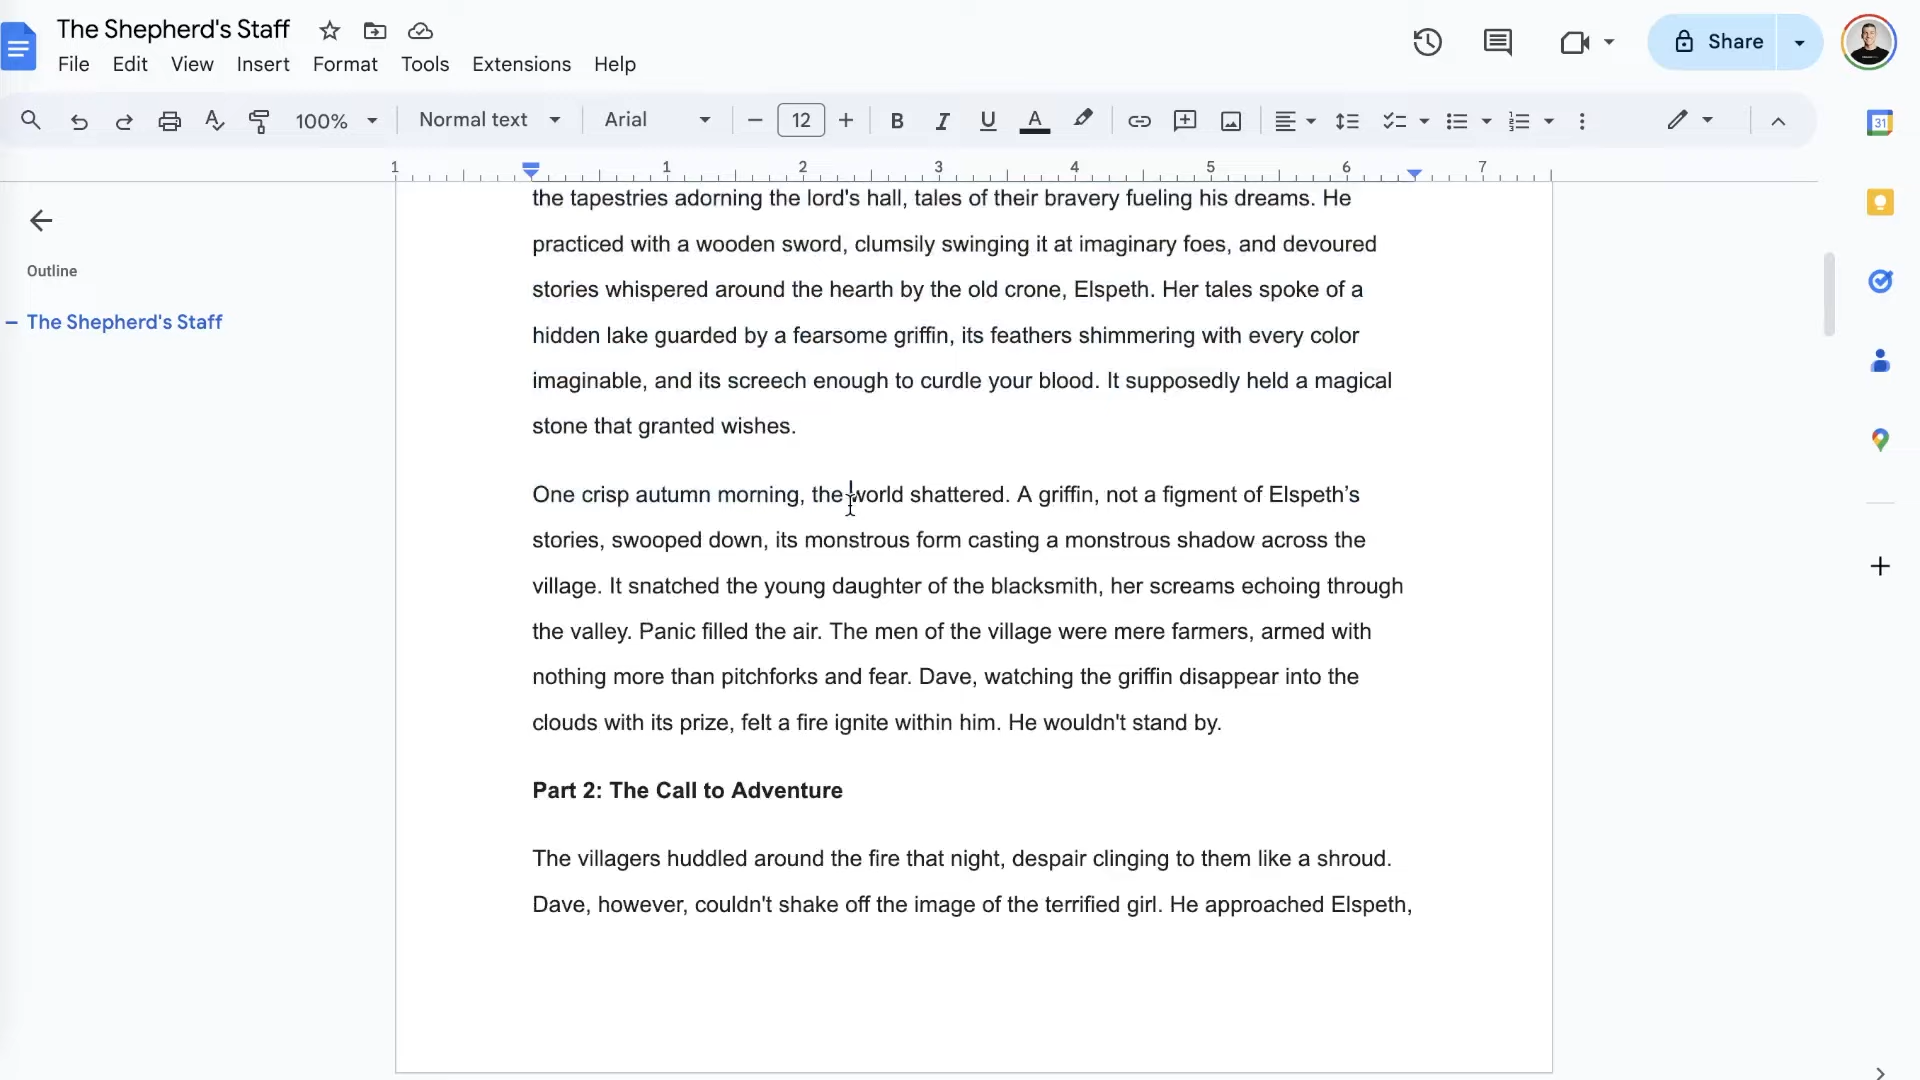 The Shepherd's Staff
File Edit View Insert Format Tools Extensions Help
Share
100% Normal text Arial 12 B I U A
1 1 2 3 4 5 6 7
31
Outline
The Shepherd's Staff
the tapestries adorning the lord's hall, tales of their bravery fueling his dreams. He
practiced with a wooden sword, clumsily swinging it at imaginary foes, and devoured
stories whispered around the hearth by the old crone, Elspeth. Her tales spoke of a
hidden lake guarded by a fearsome griffin, its feathers shimmering with every color
imaginable, and its screech enough to curdle your blood. It supposedly held a magical
stone that granted wishes.
One crisp autumn morning, the world shattered. A griffin, not a figment of Elspeth’s
stories, swooped down, its monstrous form casting a monstrous shadow across the
village. It snatched the young daughter of the blacksmith, her screams echoing through
the valley. Panic filled the air. The men of the village were mere farmers, armed with
nothing more than pitchforks and fear. Dave, watching the griffin disappear into the
clouds with its prize, felt a fire ignite within him. He wouldn't stand by.
Part 2: The Call to Adventure
The villagers huddled around the fire that night, despair clinging to them like a shroud.
Dave, however, couldn't shake off the image of the terrified girl. He approached Elspeth,